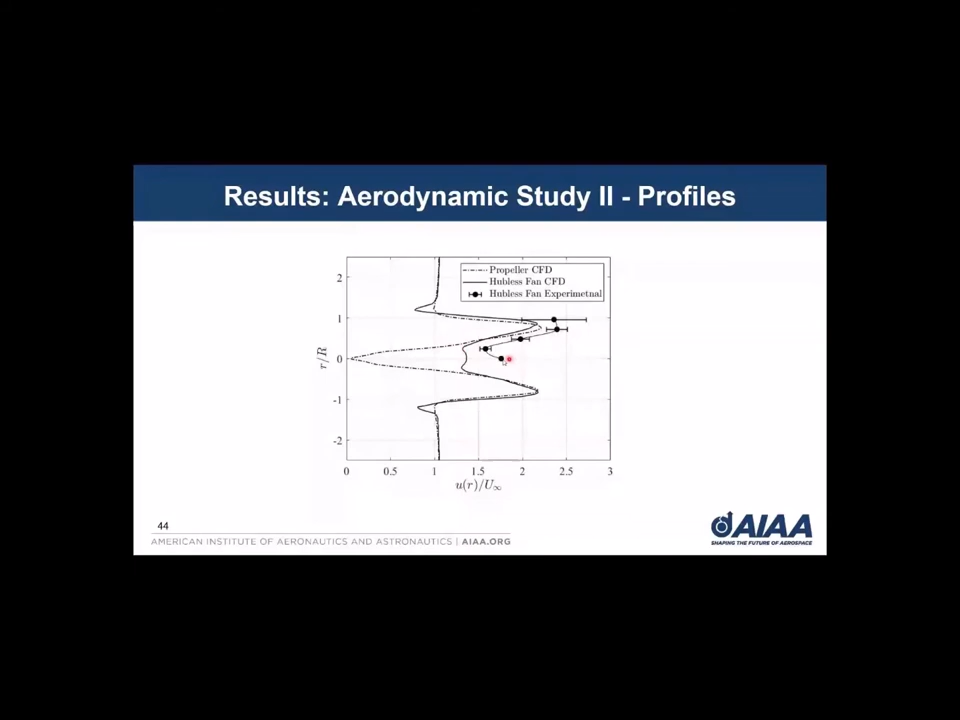 Results: Aerodynamic Study II - Profiles
Propeller CFD
Hubless Fan CFD
Hubless Fan Experimetnal
2
1
0
-1
-2
r/R
0 0.5 1 1.5 2 2.5 3
u(r)/U∞
44
AMERICAN INSTITUTE OF AERONAUTICS AND ASTRONAUTICS | AIAA.ORG
AIAA
SHAPING THE FUTURE OF AEROSPACE